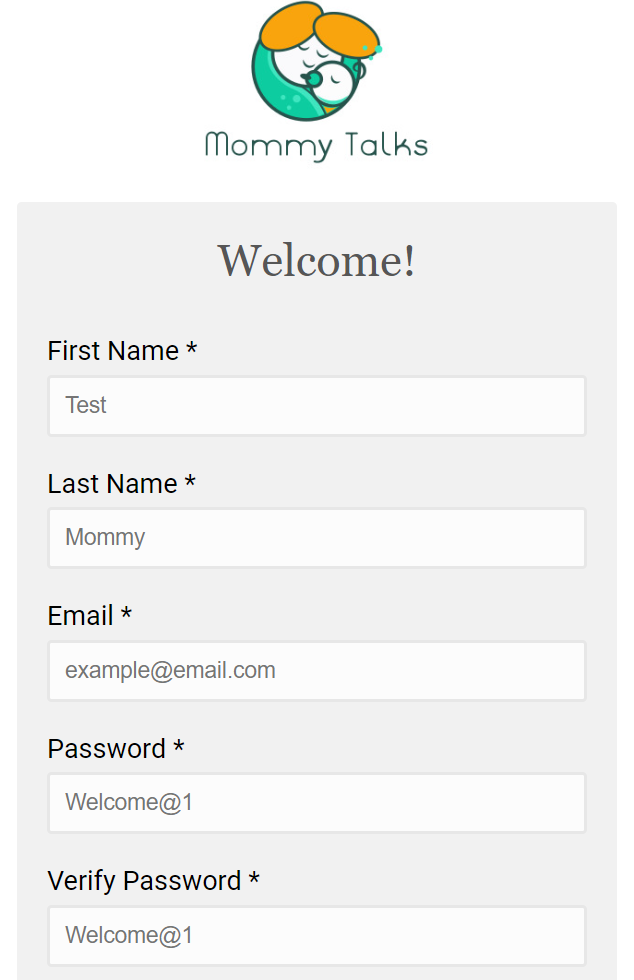 Mommy Talks
Welcome!
First Name *
Test
Last Name *
Mommy
Email *
example@email.com
Password *
Welcome@1
Verify Password *
Welcome@1